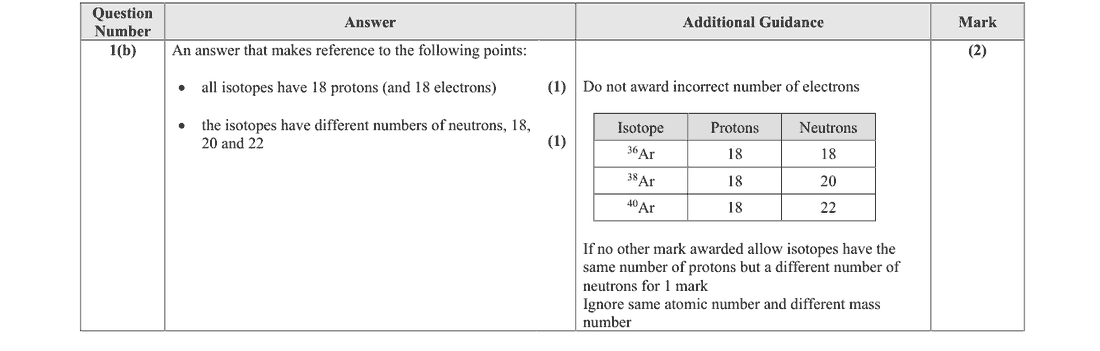 Question Number Answer Additional Guidance Mark
1(b) An answer that makes reference to the following points: (2)
• all isotopes have 18 protons (and 18 electrons) (1)
• the isotopes have different numbers of neutrons, 18,
20 and 22 (1)
Do not award incorrect number of electrons
Isotope Protons Neutrons
³⁶Ar 18 18
³⁸Ar 18 20
⁴⁰Ar 18 22
If no other mark awarded allow isotopes have the
same number of protons but a different number of
neutrons for 1 mark
Ignore same atomic number and different mass
number